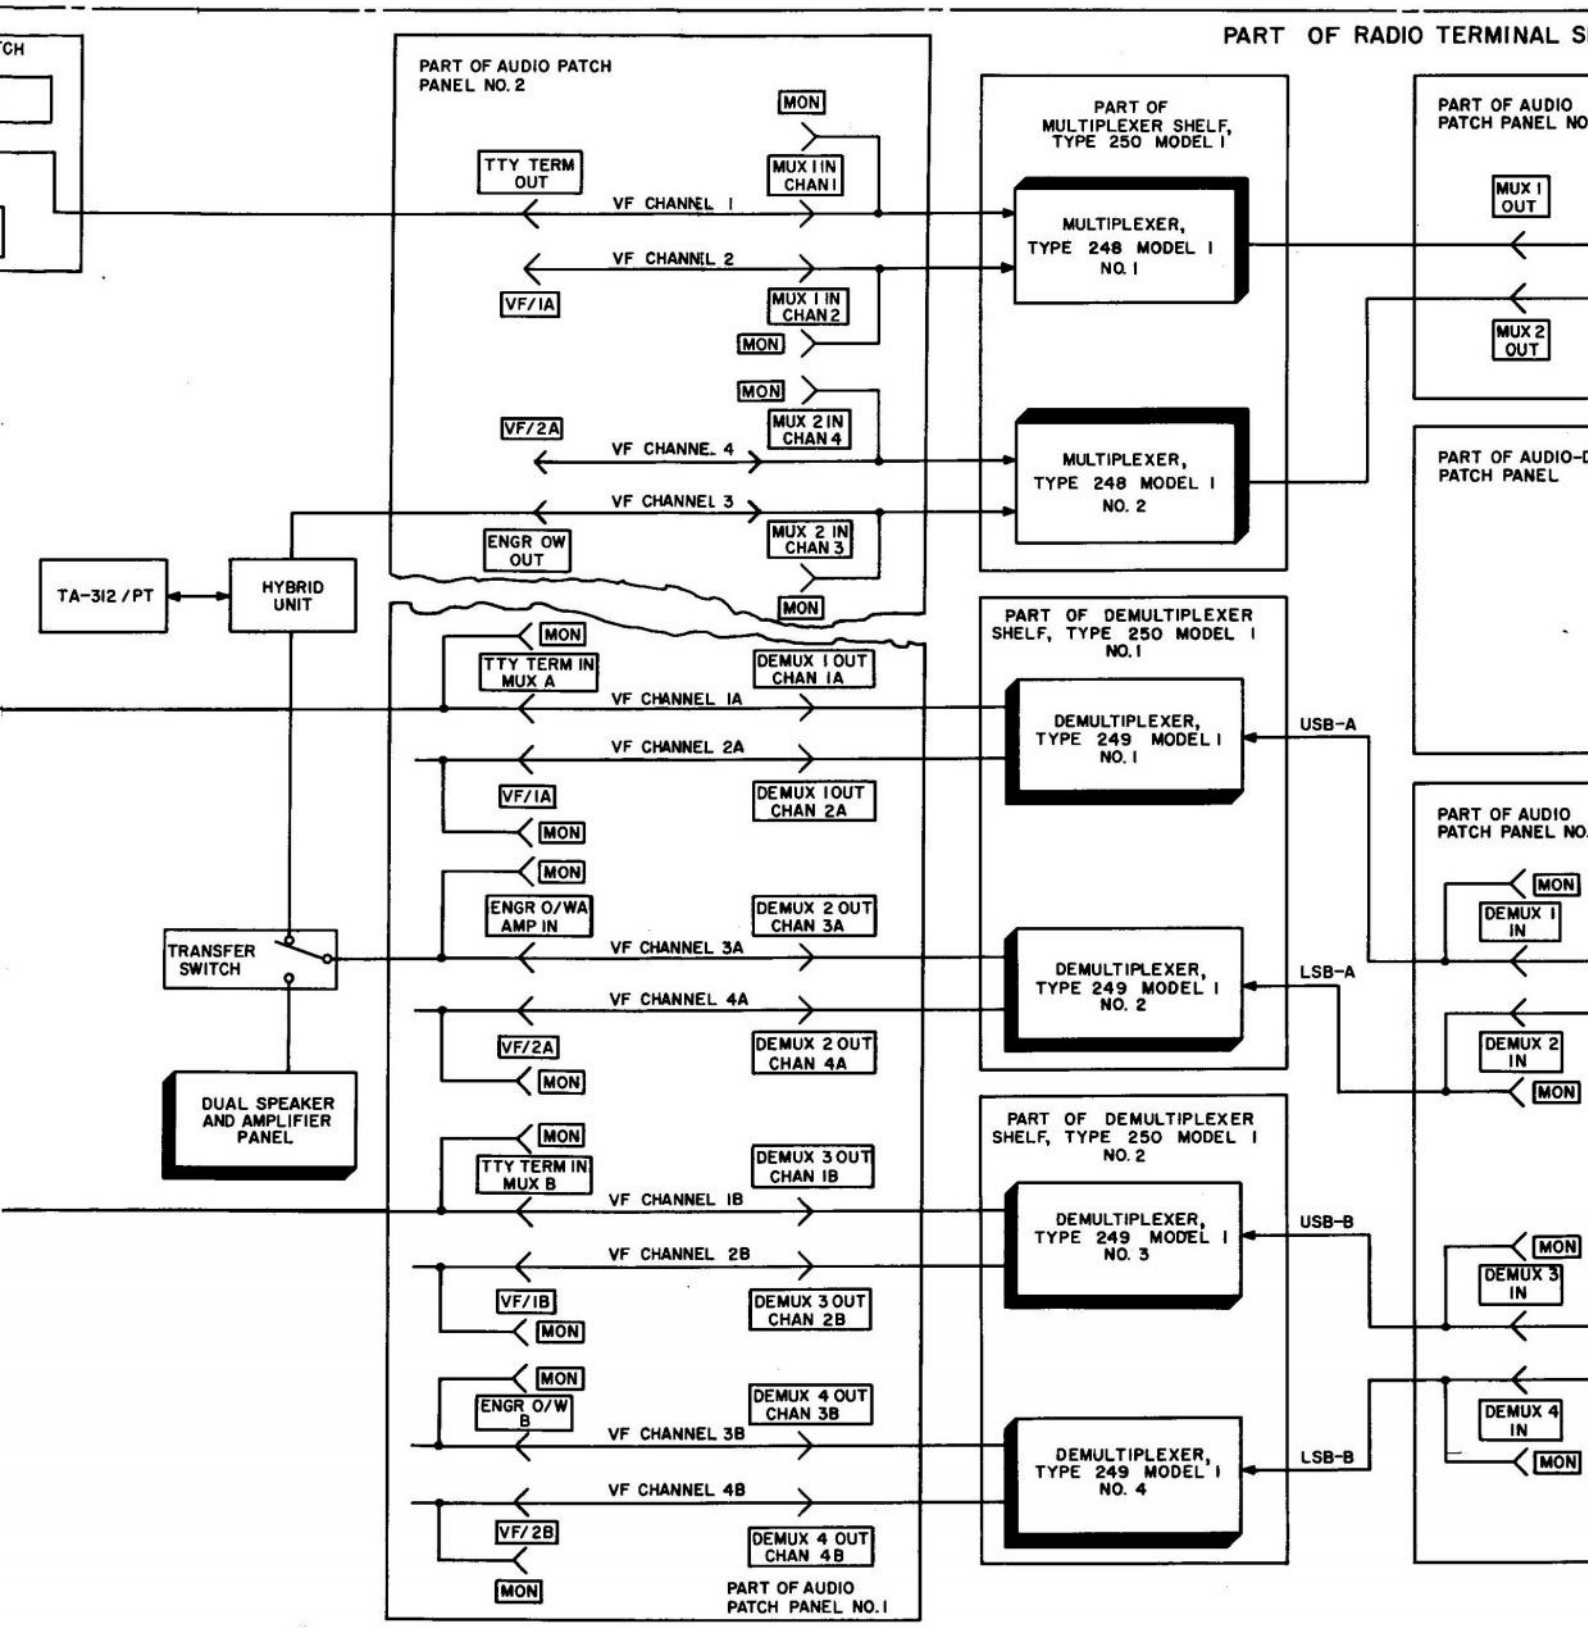 TCH
PART OF RADIO TERMINAL S
PART OF AUDIO PATCH
PANEL NO. 2
MON
TTY TERM
OUT
MUX 1 IN
CHAN 1
VF CHANNEL 1
VF CHANNEL 2
VF/1A
MUX 1 IN
CHAN 2
MON
MON
VF/2A
MUX 2 IN
CHAN 4
VF CHANNEL 4
VF CHANNEL 3
ENGR OW
OUT
MUX 2 IN
CHAN 3
MON
TA-312/PT
HYBRID
UNIT
PART OF
MULTIPLEXER SHELF,
TYPE 250 MODEL 1
MULTIPLEXER,
TYPE 248 MODEL 1
NO. 1
MULTIPLEXER,
TYPE 248 MODEL 1
NO. 2
PART OF AUDIO
PATCH PANEL NO
MUX 1
OUT
MUX 2
OUT
PART OF AUDIO-D
PATCH PANEL
MON
TTY TERM IN
MUX A
DEMUX 1 OUT
CHAN 1A
VF CHANNEL 1A
VF CHANNEL 2A
VF/1A
DEMUX 1 OUT
CHAN 2A
MON
MON
ENGR O/WA
AMP IN
DEMUX 2 OUT
CHAN 3A
VF CHANNEL 3A
VF CHANNEL 4A
VF/2A
DEMUX 2 OUT
CHAN 4A
MON
TRANSFER
SWITCH
DUAL SPEAKER
AND AMPLIFIER
PANEL
MON
TTY TERM IN
MUX B
DEMUX 3 OUT
CHAN 1B
VF CHANNEL 1B
VF CHANNEL 2B
VF/1B
DEMUX 3 OUT
CHAN 2B
MON
MON
ENGR O/W
B
DEMUX 4 OUT
CHAN 3B
VF CHANNEL 3B
VF CHANNEL 4B
VF/2B
DEMUX 4 OUT
CHAN 4B
MON
PART OF AUDIO
PATCH PANEL NO. 1
PART OF DEMULTIPLEXER
SHELF, TYPE 250 MODEL 1
NO. 1
DEMULTIPLEXER,
TYPE 249 MODEL 1
NO. 1
USB-A
DEMULTIPLEXER,
TYPE 249 MODEL 1
NO. 2
LSB-A
PART OF DEMULTIPLEXER
SHELF, TYPE 250 MODEL 1
NO. 2
DEMULTIPLEXER,
TYPE 249 MODEL 1
NO. 3
USB-B
DEMULTIPLEXER,
TYPE 249 MODEL 1
NO. 4
LSB-B
PART OF AUDIO
PATCH PANEL NO.
MON
DEMUX 1
IN
DEMUX 2
IN
MON
MON
DEMUX 3
IN
DEMUX 4
IN
MON